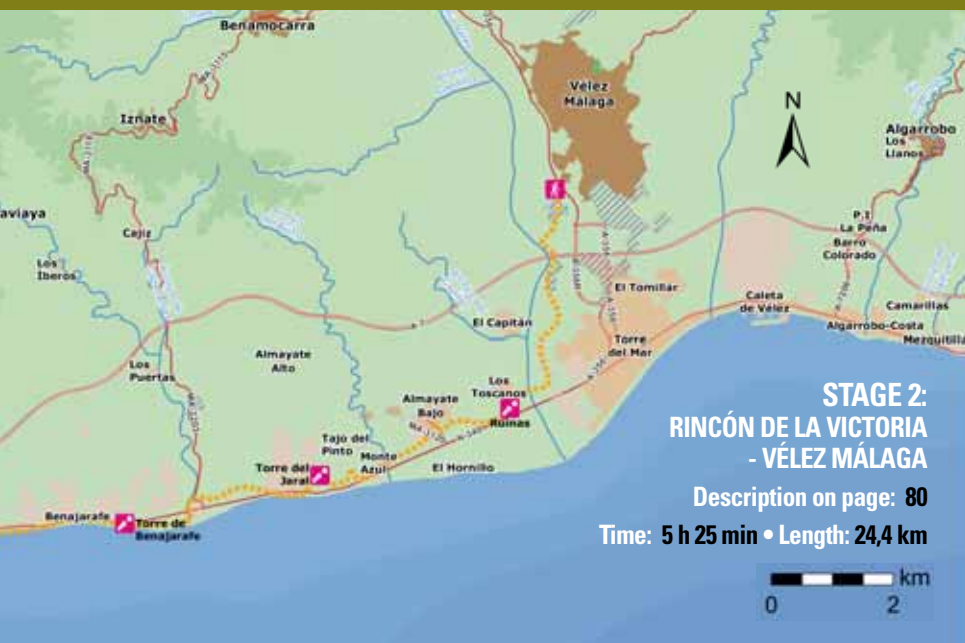 Benamocarra
MA-3115
Iznate
Vélez
Málaga
N
Algarrobo
Los
Llanos
aviaya
Cajiz
Los
Iberos
P.I
La Peña
Barro
Colorado
El Tomillar
Caleta
de Vélez
Camarillas
Algarrobo-Costa
Mezquitilla
El Capitán
A-7
Torre
del Mar
Los
Puertas
Almayate
Alto
Los
Toscanos
Almayate
Bajo
Ruinas
Tajo del
Pinto
Monte
Azul
Torre del
Jaral
El Hornillo
Benajarafe
Torre de
Benajarafe
STAGE 2:
RINCÓN DE LA VICTORIA
- VÉLEZ MÁLAGA
Description on page: 80
Time: 5 h 25 min • Length: 24,4 km
km
0 2